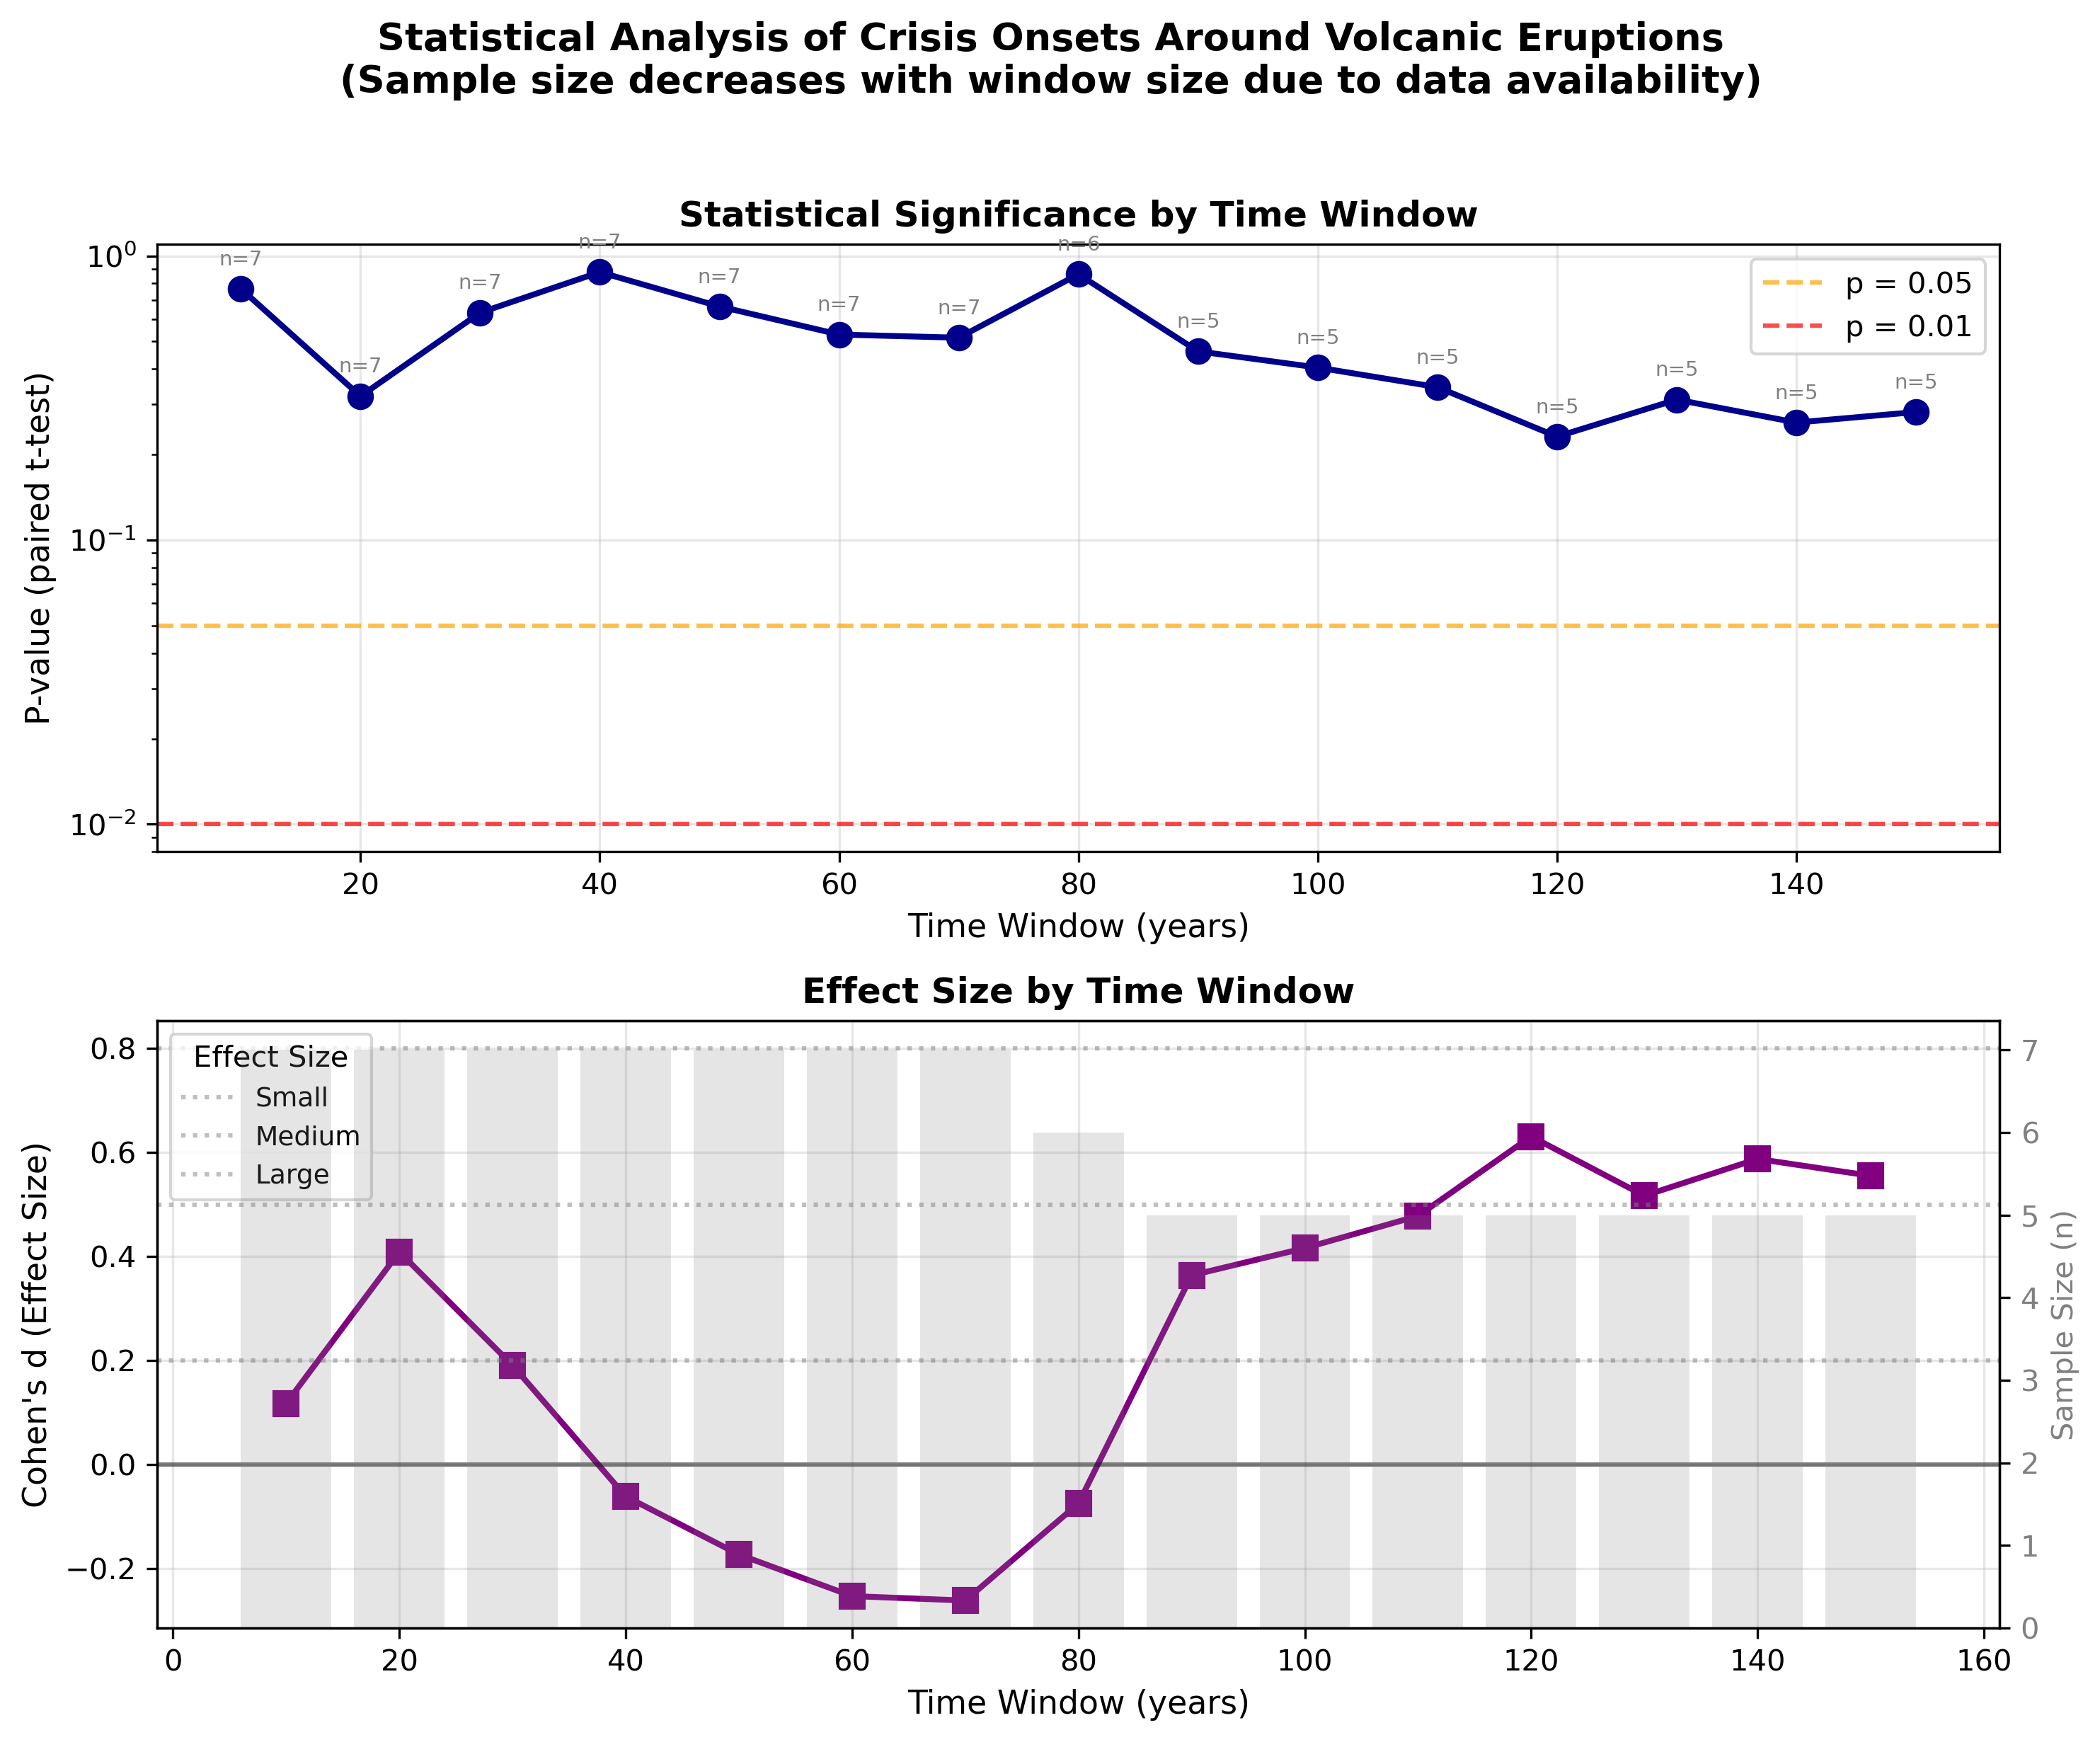 Statistical Analysis of Crisis Onsets Around Volcanic Eruptions
(Sample size decreases with window size due to data availability)
Statistical Significance by Time Window
P-value (paired t-test)
10⁰
10⁻¹
10⁻²
n=7
n=7
n=7
n=7
n=7
n=7
n=7
n=6
n=5
n=5
n=5
n=5
n=5
n=5
n=5
p = 0.05
p = 0.01
20 40 60 80 100 120 140
Time Window (years)
Effect Size by Time Window
Cohen's d (Effect Size)
0.8
0.6
0.4
0.2
0.0
−0.2
Effect Size
Small
Medium
Large
7
6
5
4
3
2
1
0
Sample Size (n)
0 20 40 60 80 100 120 140 160
Time Window (years)